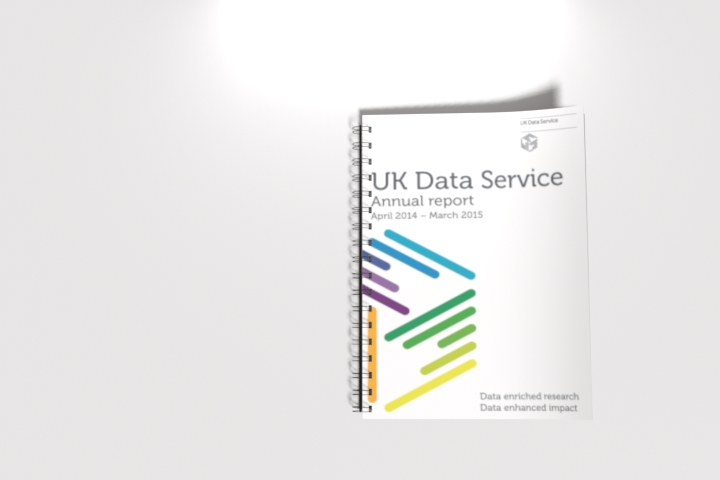 UK Data Service
UK Data Service
Annual report
April 2014 – March 2015
Data enriched research
Data enhanced impact